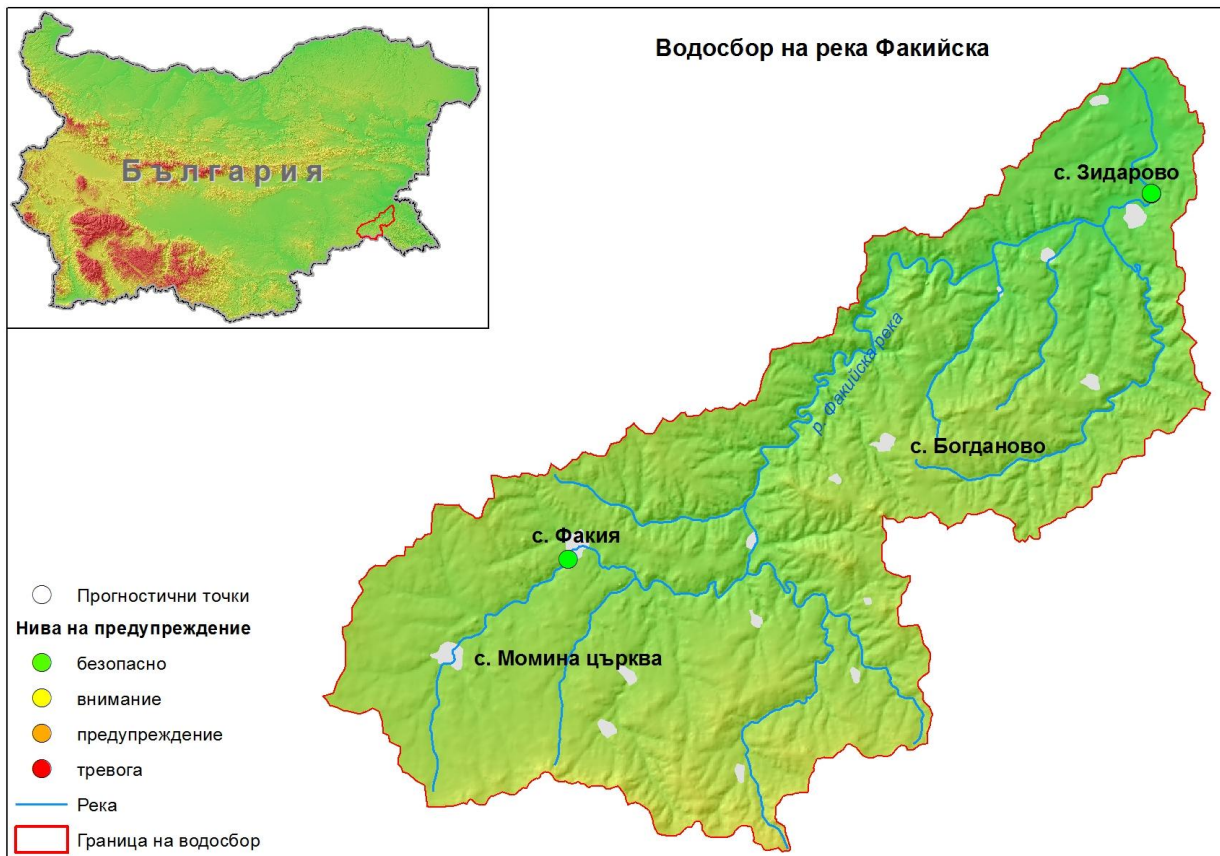 Водосбор на река Факийска
България
с. Зидарово
р. Факийска река
с. Богданово
с. Факия
с. Момина църква
Прогностични точки
Нива на предупреждение
безопасно
внимание
предупреждение
тревога
Река
Граница на водосбор